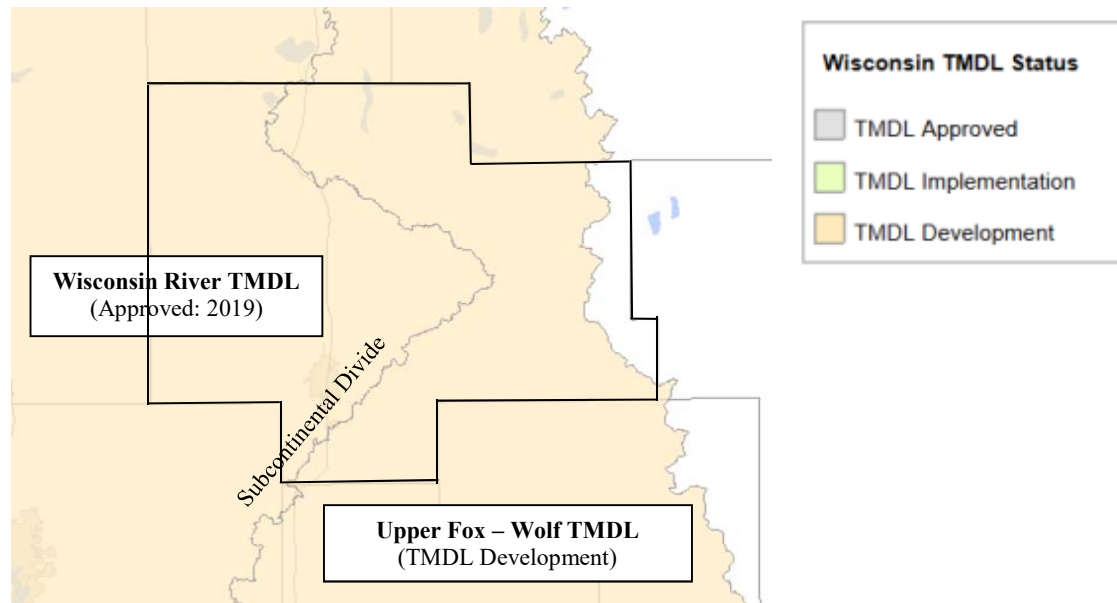 Wisconsin TMDL Status
TMDL Approved
TMDL Implementation
TMDL Development
Wisconsin River TMDL
(Approved: 2019)
Subcontinental Divide
Upper Fox – Wolf TMDL
(TMDL Development)